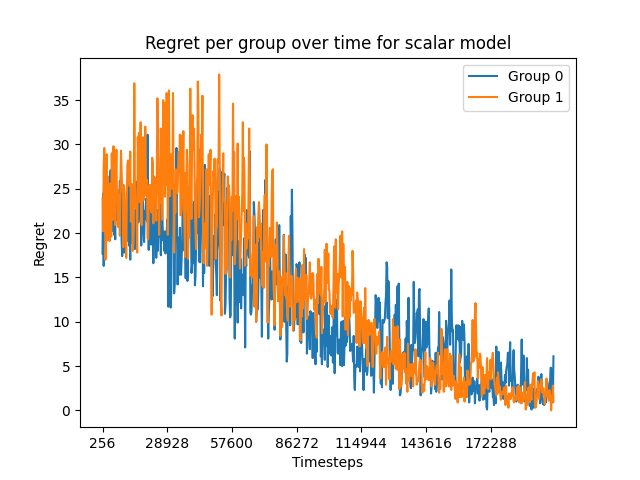 Regret per group over time for scalar model
Group 0
Group 1
Regret
35
30
25
20
15
10
5
0
256 28928 57600 86272 114944 143616 172288
Timesteps